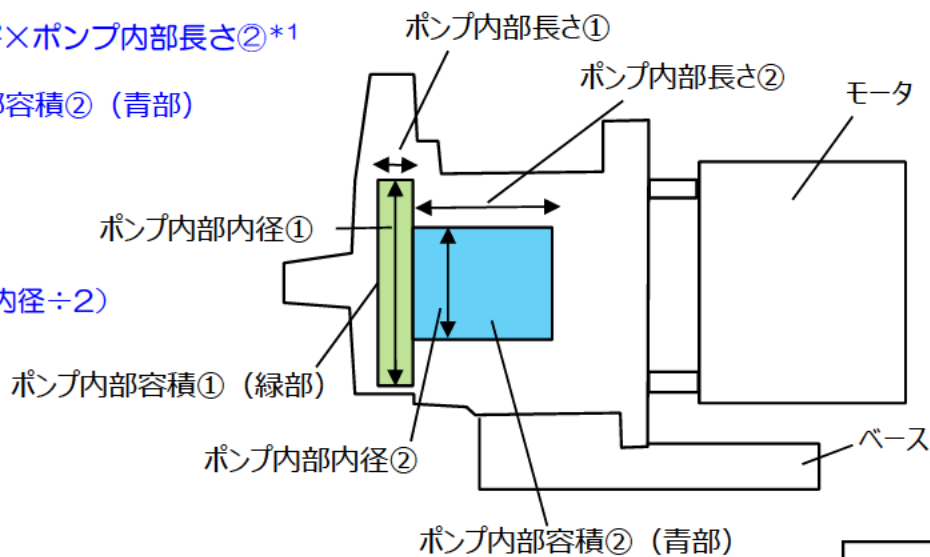 ×ポンプ内部長さ②*1
部容積②（青部）
内径÷2）
ポンプ内部長さ①
ポンプ内部長さ②
モータ
ポンプ内部内径①
ポンプ内部容積①（緑部）
ポンプ内部内径②
ベース
ポンプ内部容積②（青部）